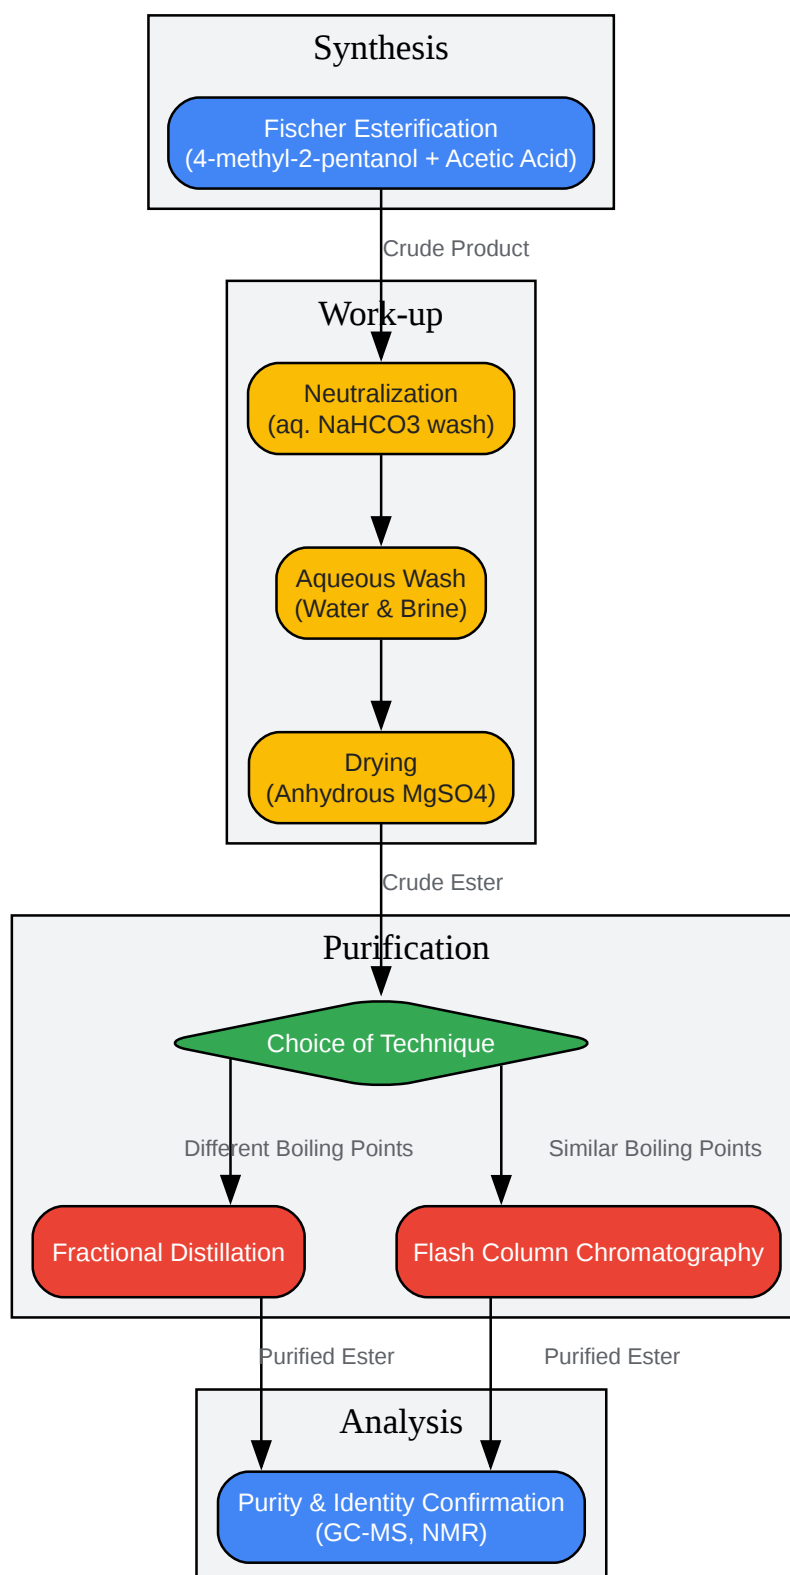 Synthesis
Fischer Esterification
(4-methyl-2-pentanol + Acetic Acid)
Crude Product
Work-up
Neutralization
(aq. NaHCO3 wash)
Aqueous Wash
(Water & Brine)
Drying
(Anhydrous MgSO4)
Crude Ester
Purification
Choice of Technique
Different Boiling Points
Similar Boiling Points
Fractional Distillation
Flash Column Chromatography
Purified Ester
Purified Ester
Analysis
Purity & Identity Confirmation
(GC-MS, NMR)